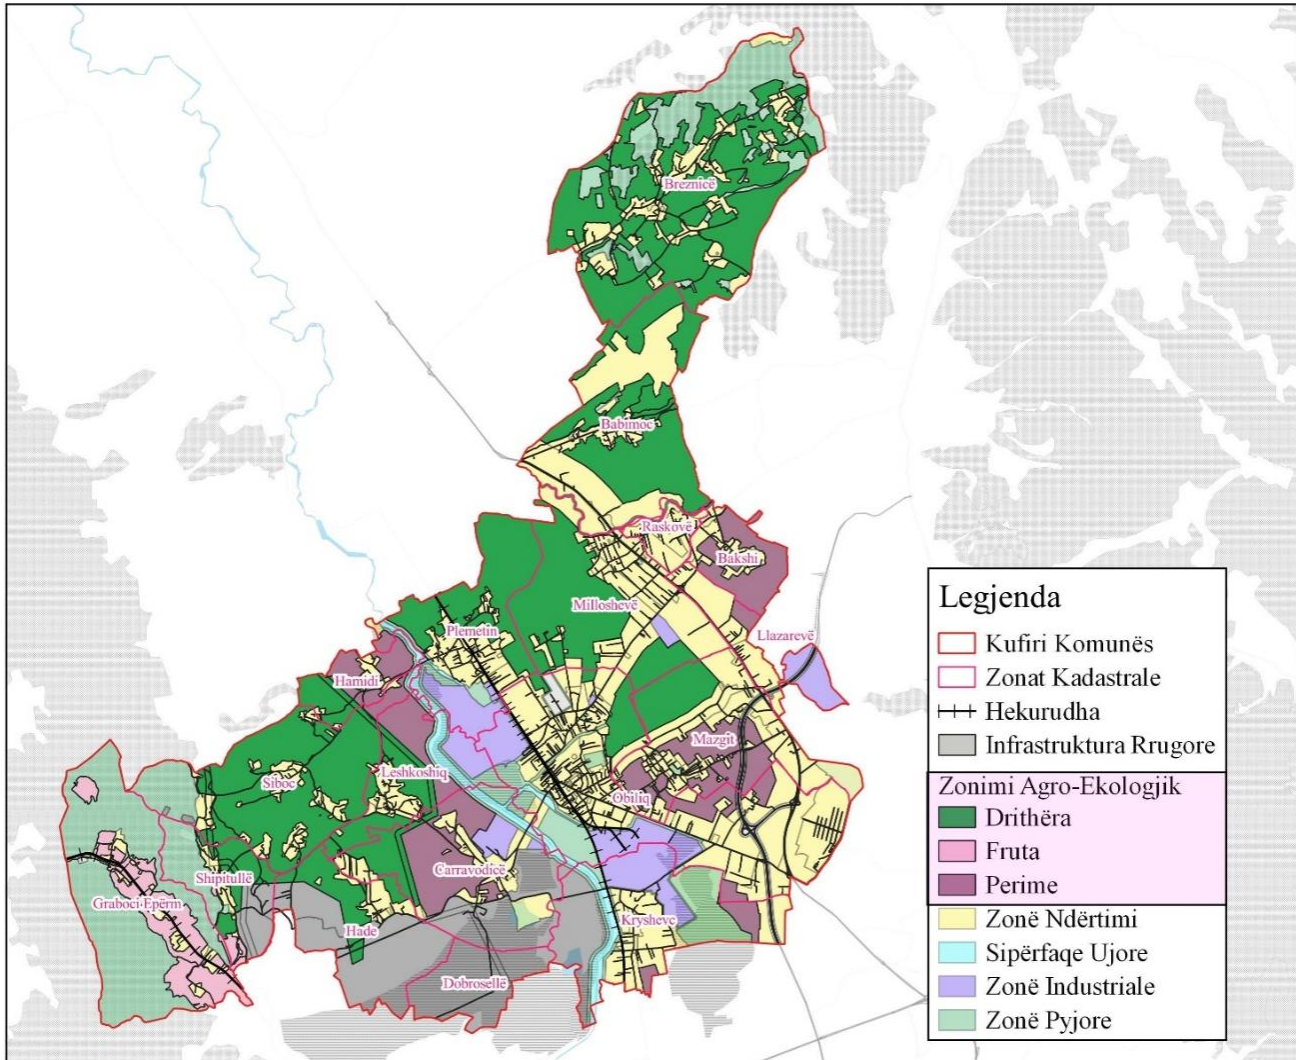 Breznicë
Babimoc
Raskovë
Bakshi
Milloshevë
Plemetin
Llazarevë
Hamidi
Mazgit
Leshkoshiq
Siboc
Obiliq
Carravodicë
Shipitullë
Graboci Epërm
Kryshevc
Hade
Dobrosellë
Legjenda
Kufiri Komunës
Zonat Kadastrale
Hekurudha
Infrastruktura Rrugore
Zonimi Agro-Ekologjik
Drithëra
Fruta
Perime
Zonë Ndërtimi
Sipërfaqe Ujore
Zonë Industriale
Zonë Pyjore